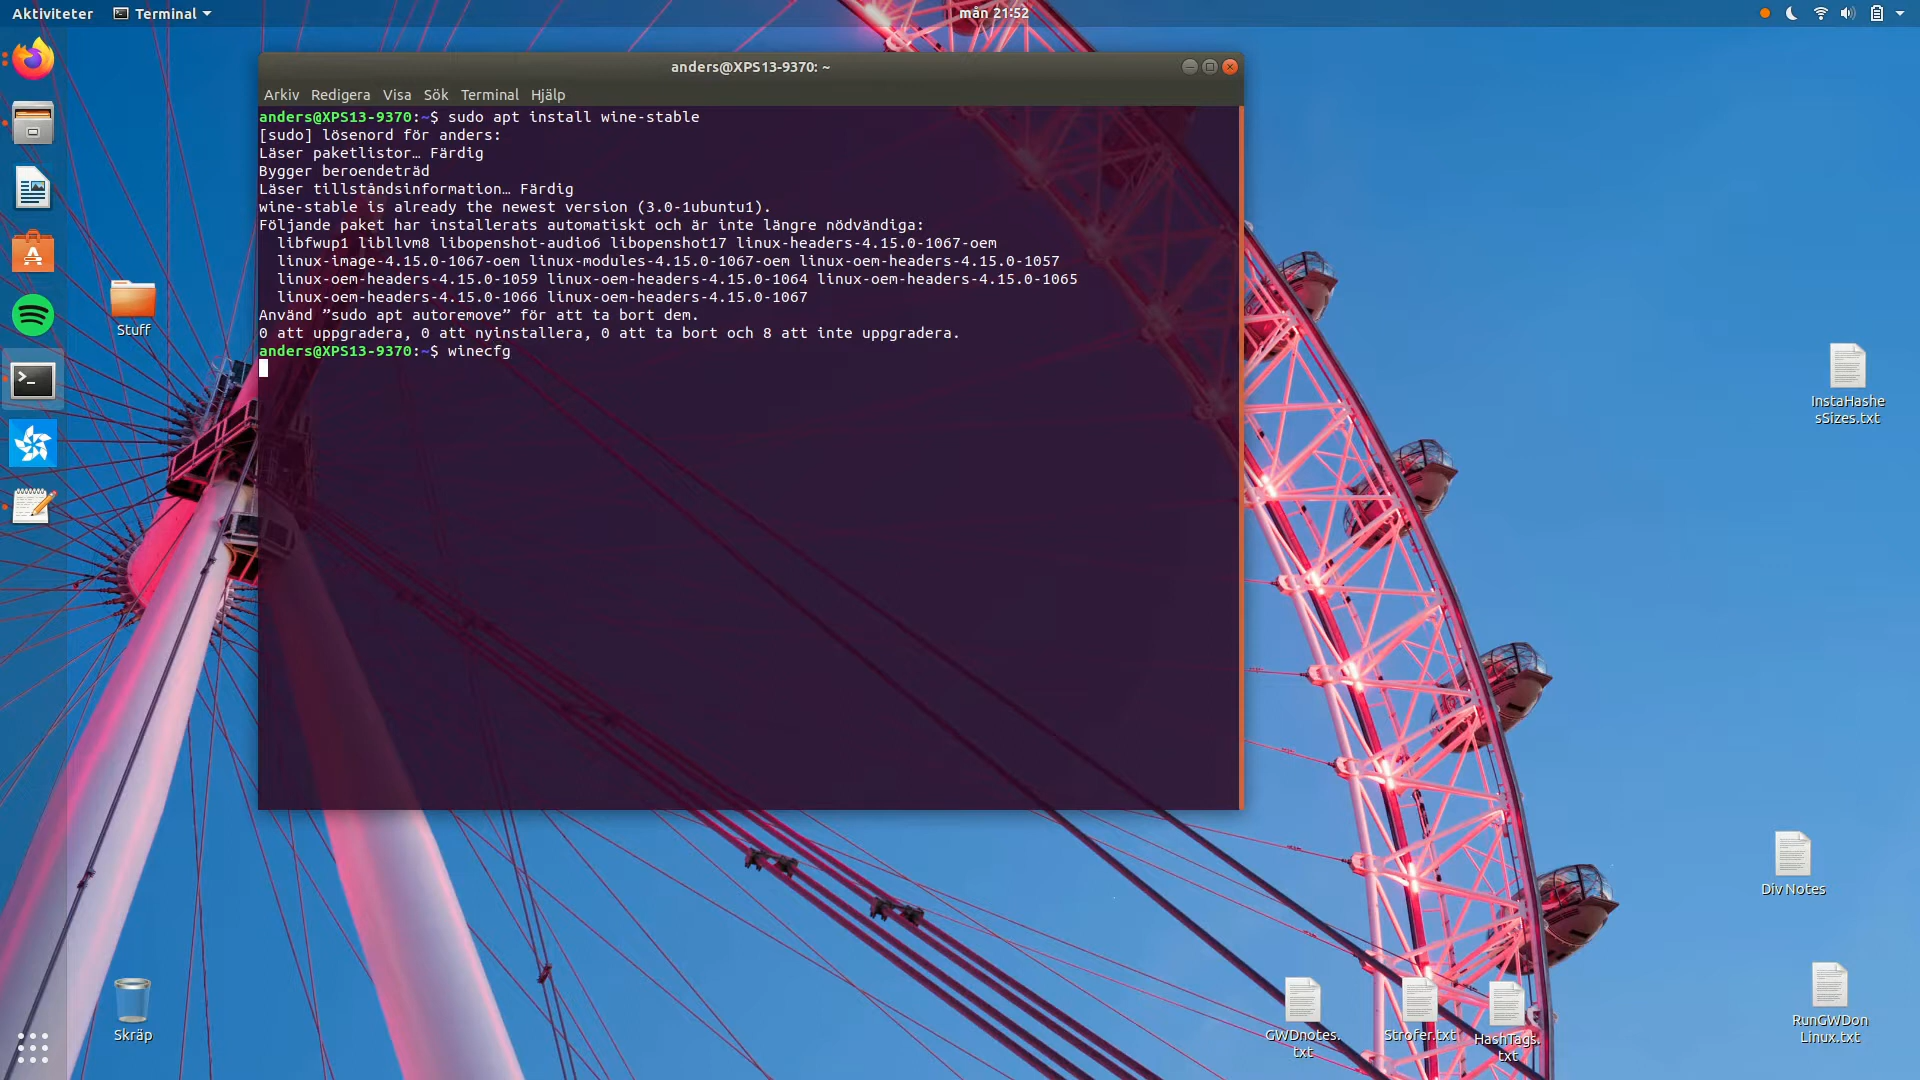 Aktiviteter
Terminal
mån 21:52
anders@XPS13-9370: ~
Arkiv Redigera Visa Sök Terminal Hjälp
anders@XPS13-9370:~$ sudo apt install wine-stable
[sudo] lösenord för anders:
Läser paketlistor… Färdig
Bygger beroendeträd
Läser tillståndsinformation… Färdig
wine-stable is already the newest version (3.0-1ubuntu1).
Följande paket har installerats automatiskt och är inte längre nödvändiga:
libfwup1 libllvm8 libopenshot-audio6 libopenshot17 linux-headers-4.15.0-1067-oem
linux-image-4.15.0-1067-oem linux-modules-4.15.0-1067-oem linux-oem-headers-4.15.0-1057
linux-oem-headers-4.15.0-1059 linux-oem-headers-4.15.0-1064 linux-oem-headers-4.15.0-1065
linux-oem-headers-4.15.0-1066 linux-oem-headers-4.15.0-1067
Använd ”sudo apt autoremove” för att ta bort dem.
0 att uppgradera, 0 att nyinstallera, 0 att ta bort och 8 att inte uppgradera.
anders@XPS13-9370:~$ winecfg
Stuff
InstaHashe
sSizes.txt
Div Notes
Skräp
GWDnotes.
txt
Strofer.txt
HashTags.
txt
RunGWDon
Linux.txt